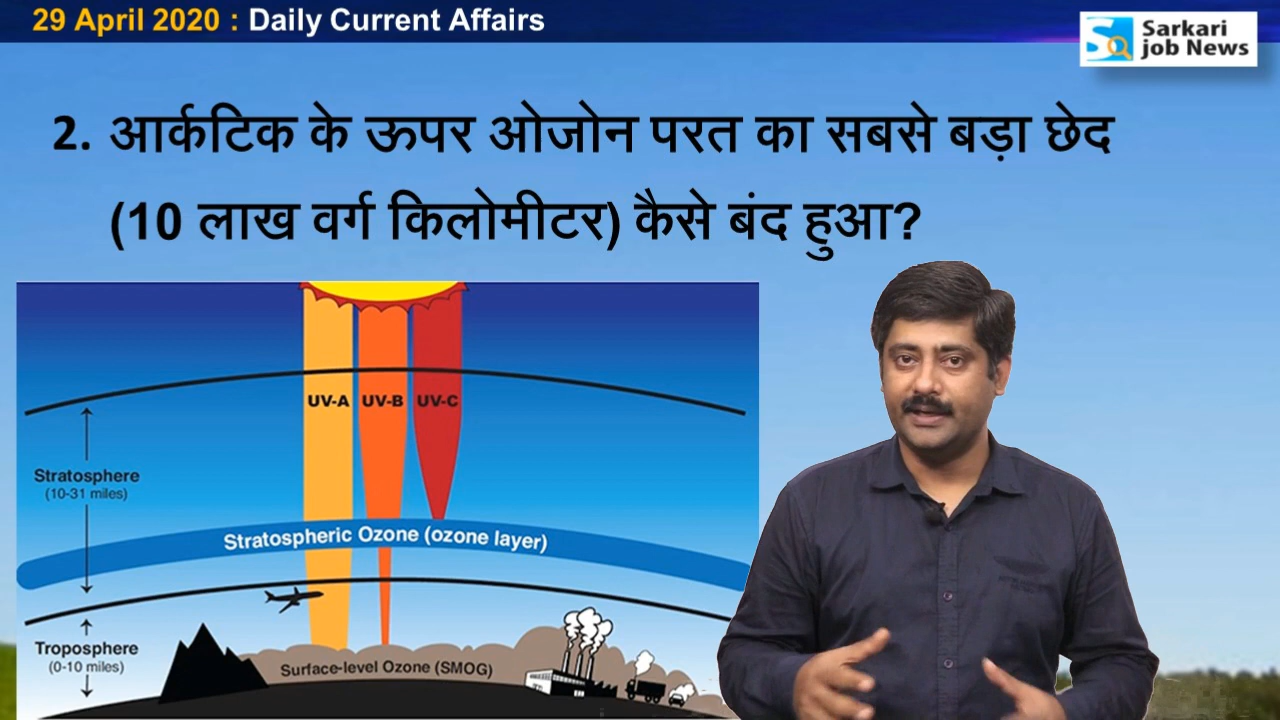 29 April 2020 : Daily Current Affairs
Sarkari
job News
2. आर्कटिक के ऊपर ओजोन परत का सबसे बड़ा छेद
(10 लाख वर्ग किलोमीटर) कैसे बंद हुआ?
UV-A UV-B UV-C
Stratosphere
(10-31 miles)
Stratospheric Ozone (ozone layer)
Troposphere
(0-10 miles)
Surface-level Ozone (SMOG)